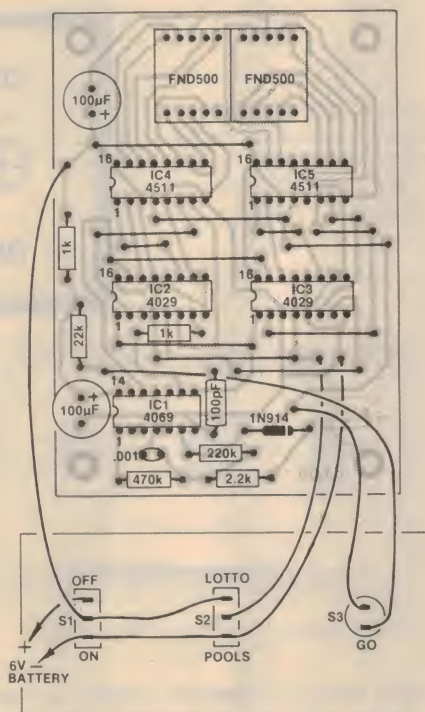 FND500 FND500
100µF
+
16 IC4 4511
16 IC5 4511
1
1
1k
16 IC2 4029
16 IC3 4029
1
1
1k
22k
14
100µF
+
IC1 4069
100pF
1N914
1
.001
220k
470k
2.2k
OFF
LOTTO
S1
S2
S3
GO
+
6V −
BATTERY
ON
POOLS